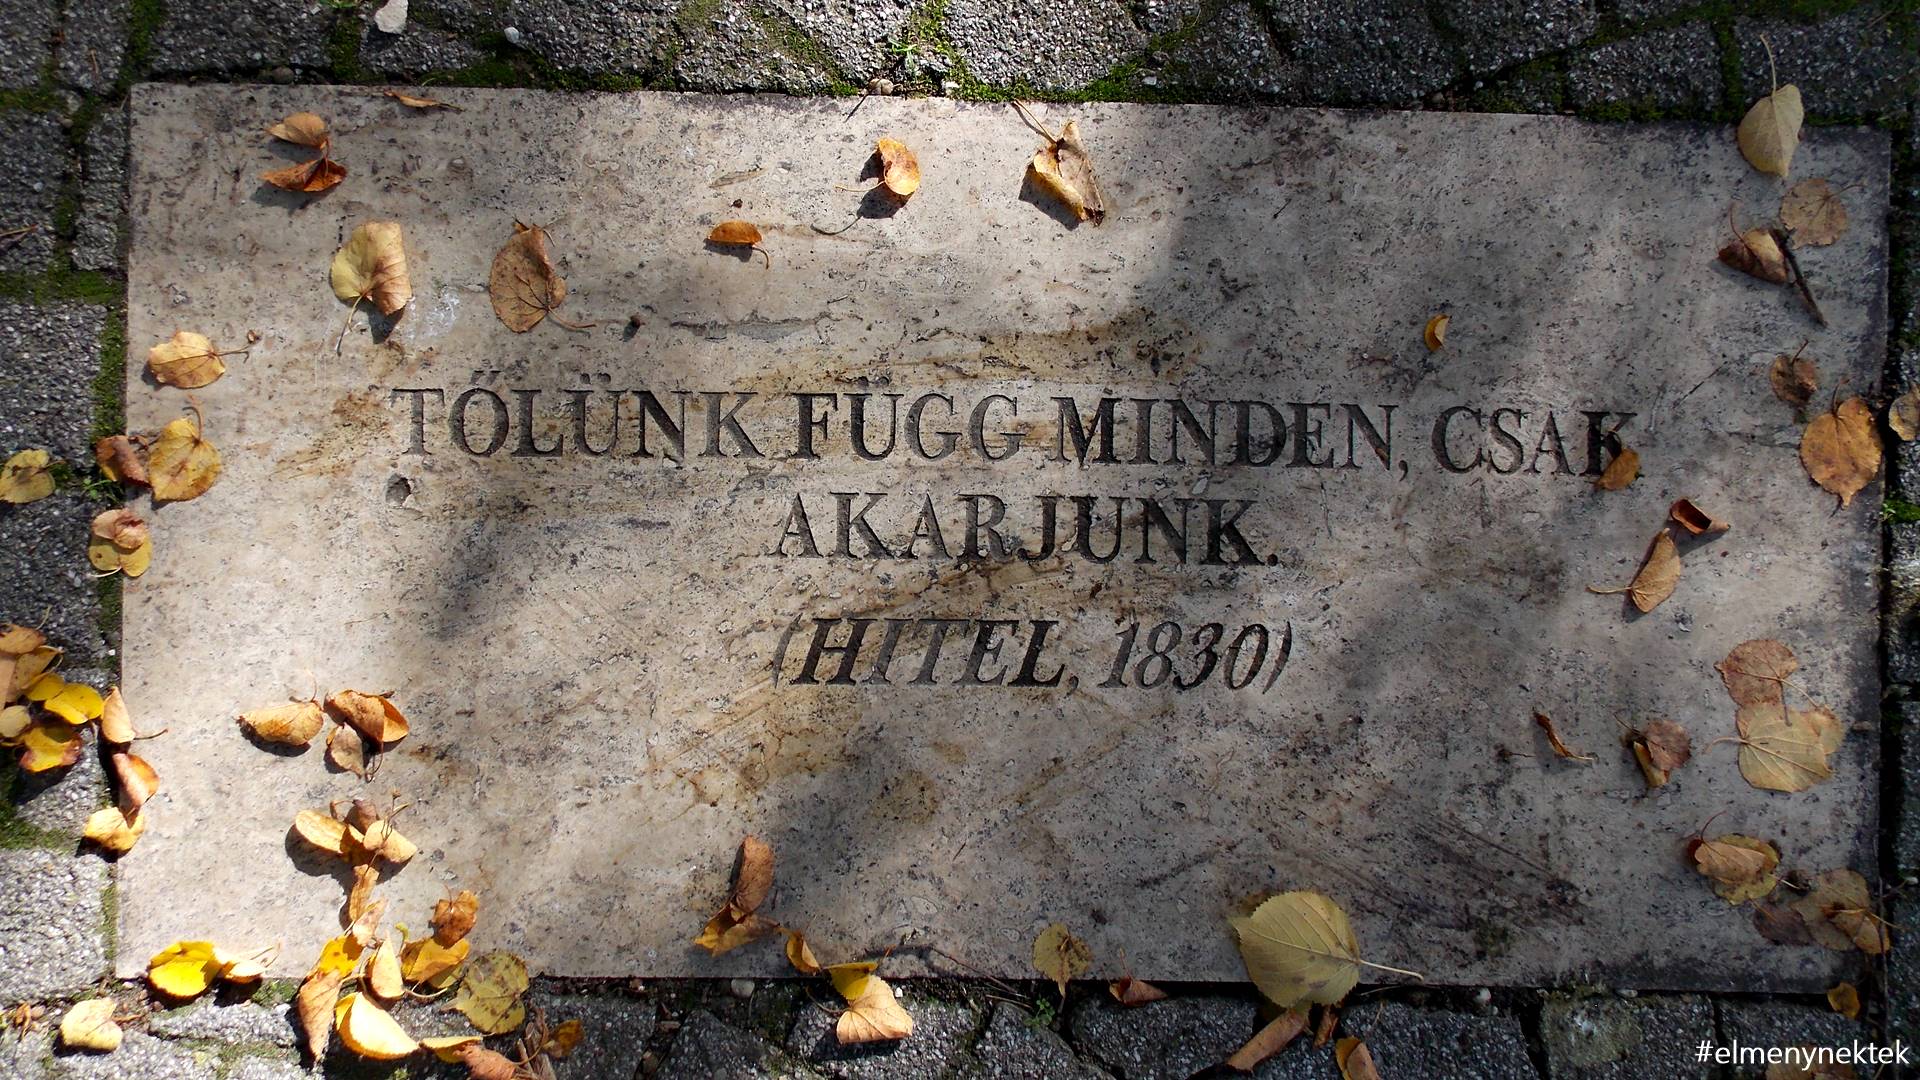 TŐLÜNK FÜGG MINDEN, CSAK
AKARJUNK.
(HITEL, 1830)
#elmenynektek